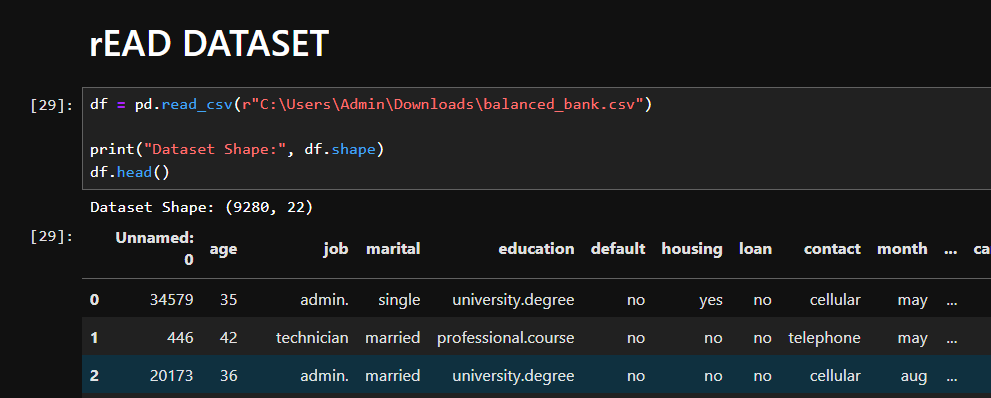 rEAD DATASET
[29]: df = pd.read_csv(r"C:\Users\Admin\Downloads\balanced_bank.csv")
print("Dataset Shape:", df.shape)
df.head()
Dataset Shape: (9280, 22)
[29]: Unnamed: 0 age job marital education default housing loan contact month ... ca
0 34579 35 admin. single university.degree no yes no cellular may ...
1 446 42 technician married professional.course no no no telephone may ...
2 20173 36 admin. married university.degree no no no cellular aug ...